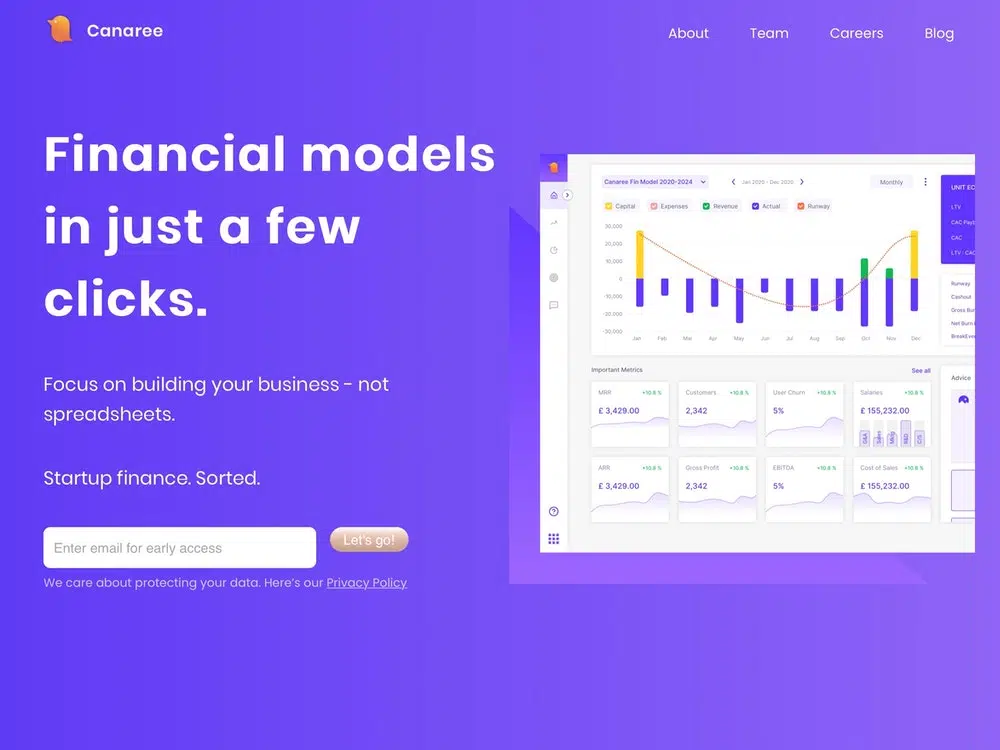 Canaree
About
Team
Careers
Blog
Financial models
in just a few
clicks.
Focus on building your business - not
spreadsheets.
Startup finance. Sorted.
Enter email for early access
Let's go!
We care about protecting your data. Here's our Privacy Policy
Canaree Fin Model 2020-2024
Jan 2020 - Dec 2020
Monthly
Capital
Expenses
Revenue
Actual
Runway
30,000
20,000
10,000
0
-10,000
-20,000
-30,000
Jan
Feb
Mar
Apr
May
Jun
Jul
Aug
Sep
Oct
Nov
Dec
UNIT EC
LTV
CAC Payb
CAC
LTV : CAC
Runway
Cashout
Gross Bur
Net Burn
BreakEve
Important Metrics
See all
MRR
+10.8 %
£ 3,429.00
Customers
+10.8 %
2,342
User Churn
+10.8 %
5%
Salaries
+10.8 %
£ 155,232.00
G&A
Sales
Mktg
R&D
C/S
ARR
+10.8 %
£ 3,429.00
Gross Profit
+10.8 %
2,342
EBITDA
+10.8 %
5%
Cost of Sales
+10.8 %
£ 155,232.00
Advice